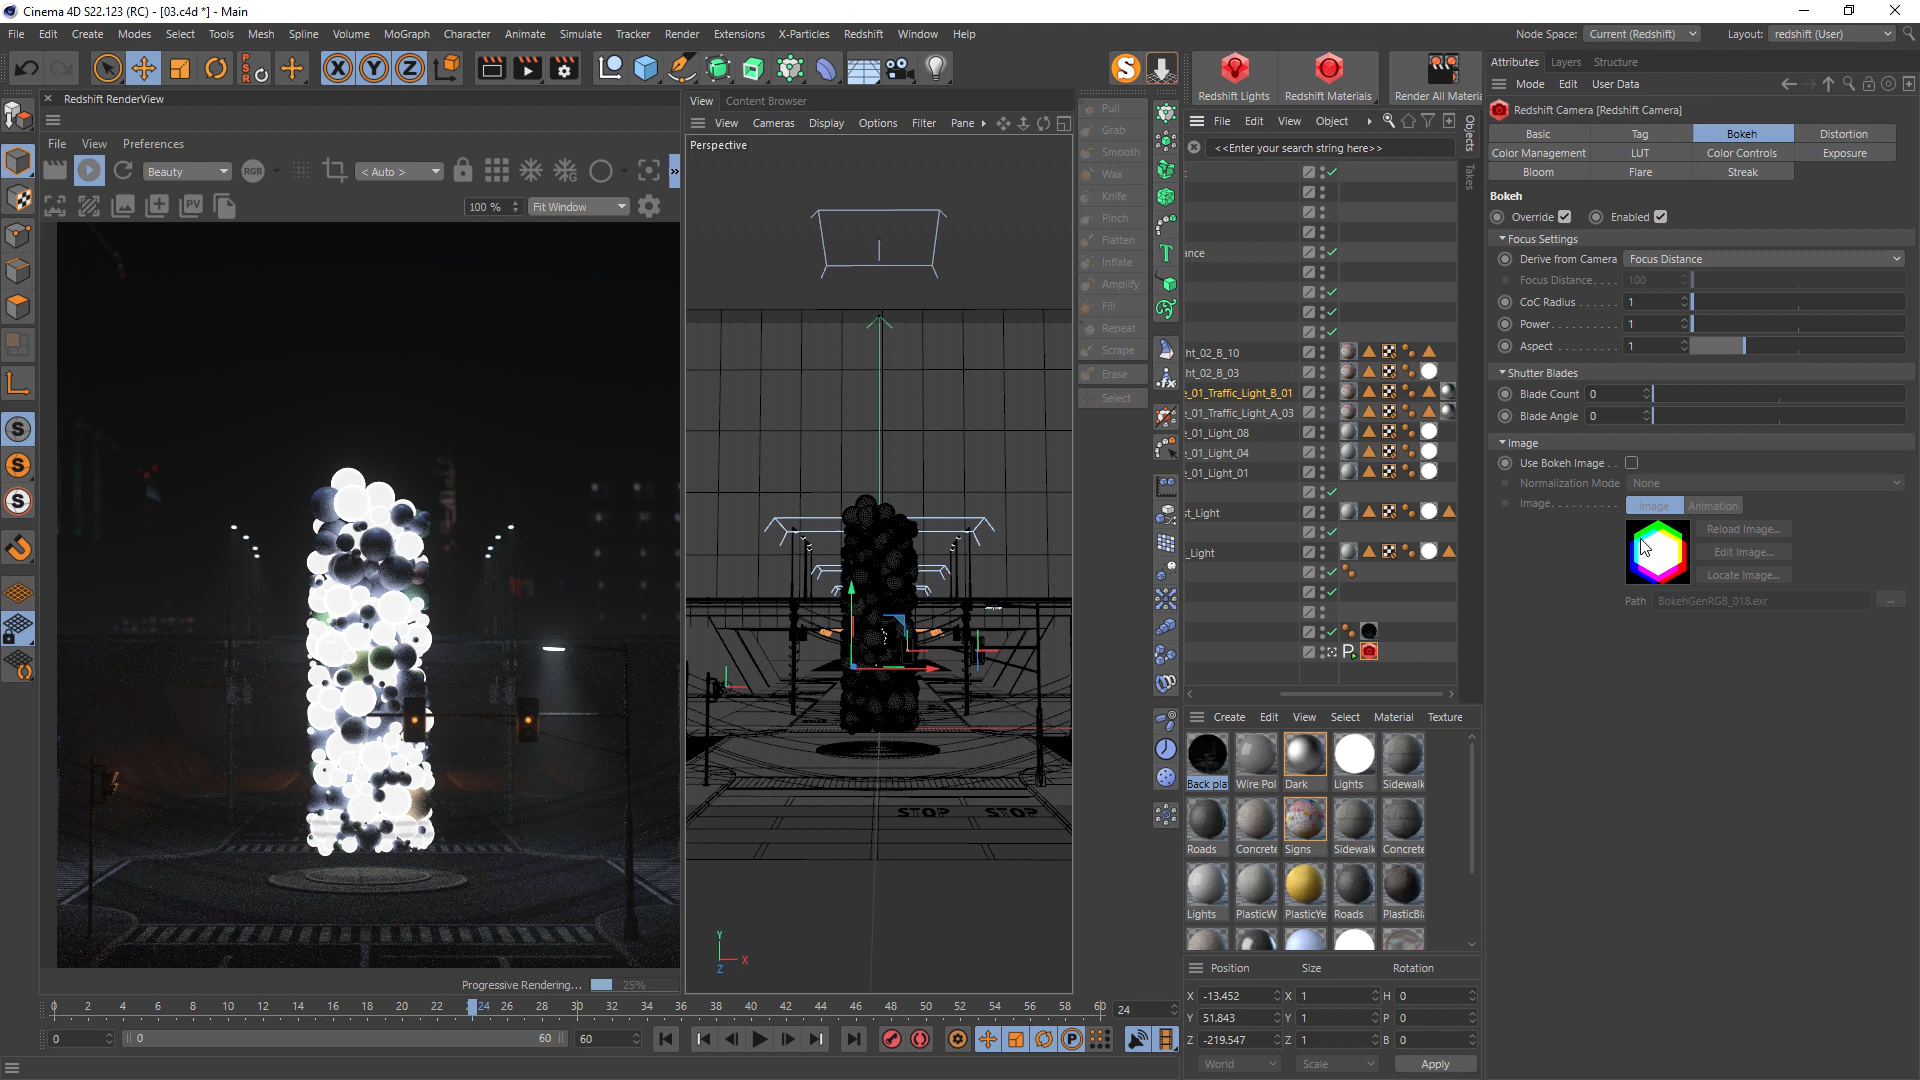 Cinema 4D S22.123 (RC) - [03.c4d *] - Main
File Edit Create Modes Select Tools Mesh Spline Volume MoGraph Character Animate Simulate Tracker Render Extensions X-Particles Redshift Window Help
Node Space: Current (Redshift) Layout: redshift (User)
PSR
X Y Z
Redshift Lights Redshift Materials Render All Materia
Attributes Layers Structure
Mode Edit User Data
Redshift RenderView
File View Preferences
Beauty RGB < Auto >
PV 100 % Fit Window
View Content Browser
View Cameras Display Options Filter Pane
Perspective
Pull
Grab
Smooth
Wax
Knife
Pinch
Flatten
Inflate
Amplify
Fill
Repeat
Scrape
Erase
Select
File Edit View Object
<<Enter your search string here>>
Objects
Takes
ance
ht_02_B_10
ht_02_B_03
_01_Traffic_Light_B_01
_01_Traffic_Light_A_03
_01_Light_08
_01_Light_04
_01_Light_01
st_Light
_Light
Redshift Camera [Redshift Camera]
Basic Tag Bokeh Distortion
Color Management LUT Color Controls Exposure
Bloom Flare Streak
Bokeh
Override Enabled
Focus Settings
Derive from Camera Focus Distance
Focus Distance. . . . 100
CoC Radius . . . . . . 1
Power. . . . . . . . . . 1
Aspect . . . . . . . . . 1
Shutter Blades
Blade Count 0
Blade Angle 0
Image
Use Bokeh Image . .
Normalization Mode None
Image. . . . . . . . . . Image Animation
Reload Image...
Edit Image...
Locate Image...
Path BokehGenRGB_018.exr ...
STOP STOP
Y
X
Z
Create Edit View Select Material Texture
Back pla Wire Pol Dark Lights Sidewalk
Roads Concrete Signs Sidewalk Concrete
Lights PlasticW PlasticYe Roads PlasticBl
Progressive Rendering... 25%
0 2 4 6 8 10 12 14 16 18 20 22 24 26 28 30 32 34 36 38 40 42 44 46 48 50 52 54 56 58 60 24
0 0 60 60
Position Size Rotation
X -13.452 X 1 H 0
Y 51.843 Y 1 P 0
Z -219.547 Z 1 B 0
World Scale Apply